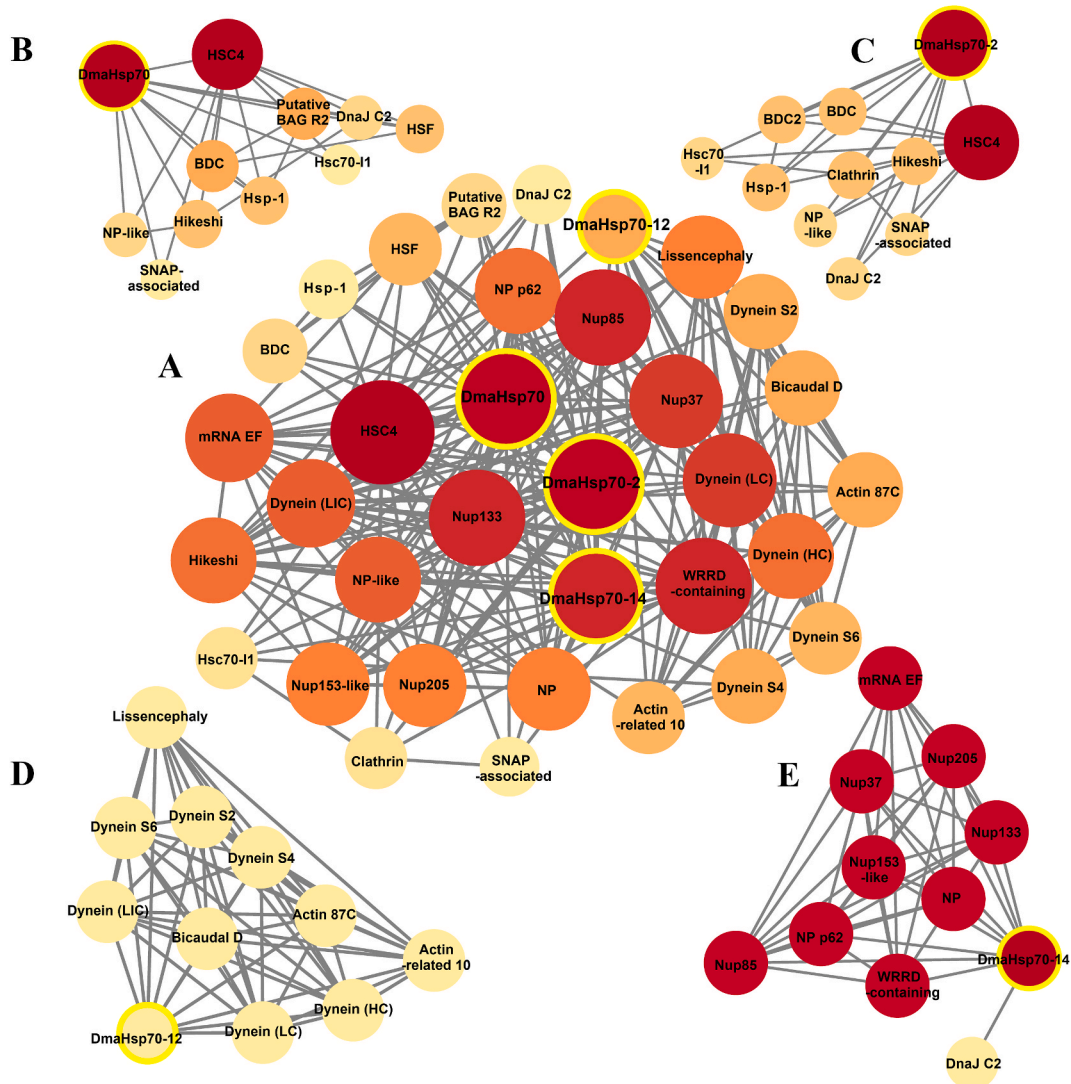 B
HSC4
DmaHsp70
Putative
BAG R2
DnaJ C2
HSF
Hsc70-I1
BDC
Hsp-1
Hikeshi
NP-like
SNAP-
associated
C
DmaHsp70-2
BDC2
BDC
HSC4
Hsc70
-I1
Hikeshi
Clathrin
Hsp-1
NP
-like
SNAP
-associated
DnaJ C2
A
Putative
BAG R2
DnaJ C2
DmaHsp70-12
HSF
Lissencephaly
Hsp-1
NP p62
Nup85
Dynein S2
BDC
Bicaudal D
DmaHsp70
Nup37
mRNA EF
HSC4
DmaHsp70-2
Dynein (LC)
Actin 87C
Dynein (LIC)
Nup133
Dynein (HC)
Hikeshi
NP-like
WRRD
-containing
DmaHsp70-14
Dynein S6
Hsc70-I1
Nup153-like
Nup205
NP
Dynein S4
Actin
-related 10
Clathrin
SNAP
-associated
D
Lissencephaly
Dynein S2
Dynein S6
Dynein S4
Dynein (LIC)
Actin 87C
Bicaudal D
Actin
-related 10
Dynein (HC)
Dynein (LC)
DmaHsp70-12
E
mRNA EF
Nup205
Nup37
Nup133
Nup153
-like
NP
NP p62
Nup85
DmaHsp70-14
WRRD
-containing
DnaJ C2